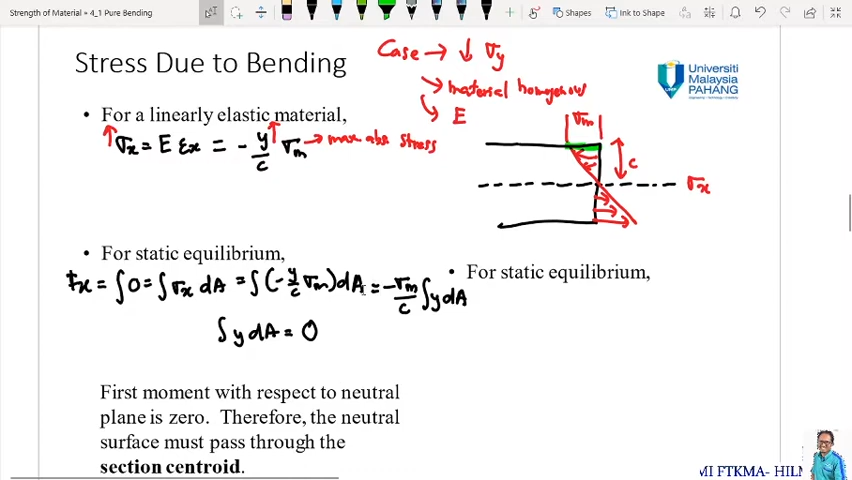 Strength of Material » 4_1 Pure Bending
Shapes
Ink to Shape
Stress Due to Bending
Case → ↓ σy
→ material homogenous
→ E
Universiti
Malaysia
PAHANG
• For a linearly elastic material,
↑σx = E εx = - y/c ↑σm → max abs stress
σm
c
σx
• For static equilibrium,
Fx = ∫0 = ∫σx dA = ∫(-y/c σm) dA = -σm/c ∫y dA
∫ y dA = 0
• For static equilibrium,
First moment with respect to neutral
plane is zero. Therefore, the neutral
surface must pass through the
section centroid.
MI FTKMA- HILM